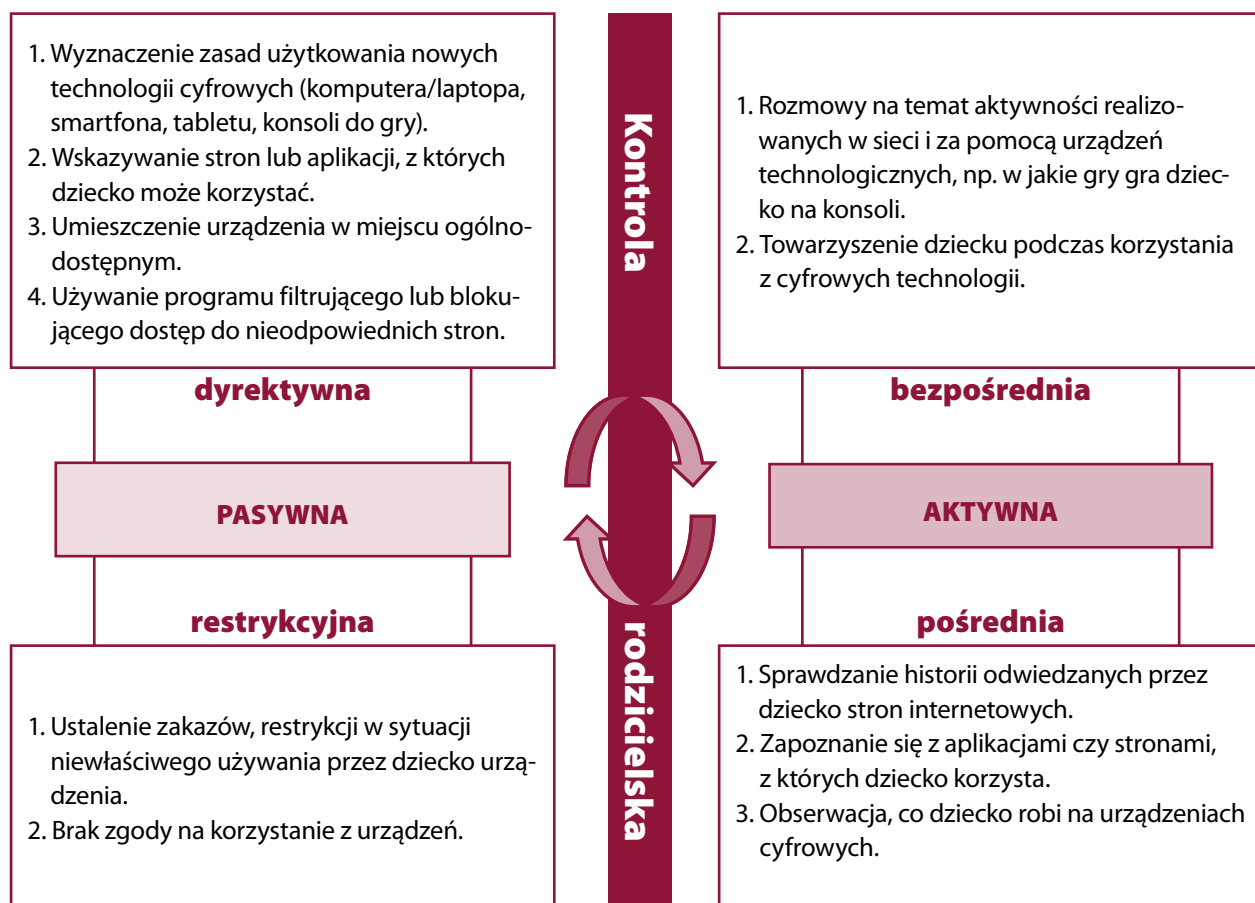 1. Wyznaczenie zasad użytkowania nowych
technologii cyfrowych (komputera/laptopa,
smartfona, tabletu, konsoli do gry).
2. Wskazywanie stron lub aplikacji, z których
dziecko może korzystać.
3. Umieszczenie urządzenia w miejscu ogólno-
dostępnym.
4. Używanie programu filtrującego lub bloku-
jącego dostęp do nieodpowiednich stron.
dyrektywna
PASYWNA
restrykcyjna
1. Ustalenie zakazów, restrykcji w sytuacji
niewłaściwego używania przez dziecko urzą-
dzenia.
2. Brak zgody na korzystanie z urządzeń.
Kontrola
rodzicielska
1. Rozmowy na temat aktywności realizo-
wanych w sieci i za pomocą urządzeń
technologicznych, np. w jakie gry gra dziec-
ko na konsoli.
2. Towarzyszenie dziecku podczas korzystania
z cyfrowych technologii.
bezpośrednia
AKTYWNA
pośrednia
1. Sprawdzanie historii odwiedzanych przez
dziecko stron internetowych.
2. Zapoznanie się z aplikacjami czy stronami,
z których dziecko korzysta.
3. Obserwacja, co dziecko robi na urządzeniach
cyfrowych.